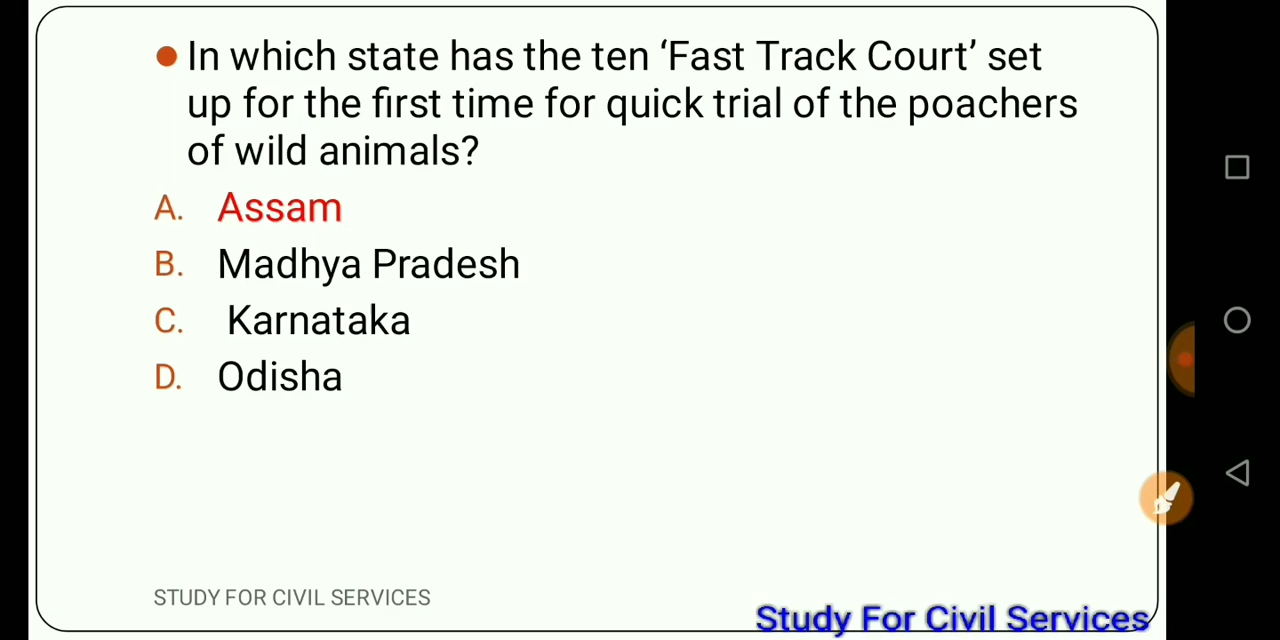 In which state has the ten ‘Fast Track Court’ set
up for the first time for quick trial of the poachers
of wild animals?
A. Assam
B. Madhya Pradesh
C. Karnataka
D. Odisha
STUDY FOR CIVIL SERVICES
Study For Civil Services